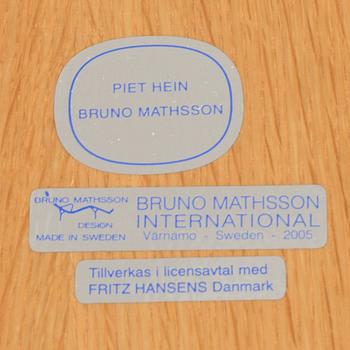 PIET HEIN
BRUNO MATHSSON
BRUNO MATHSSON
DESIGN
MADE IN SWEDEN
BRUNO MATHSSON
INTERNATIONAL
Värnamo - Sweden - 2005
Tillverkas i licensavtal med
FRITZ HANSENS Danmark